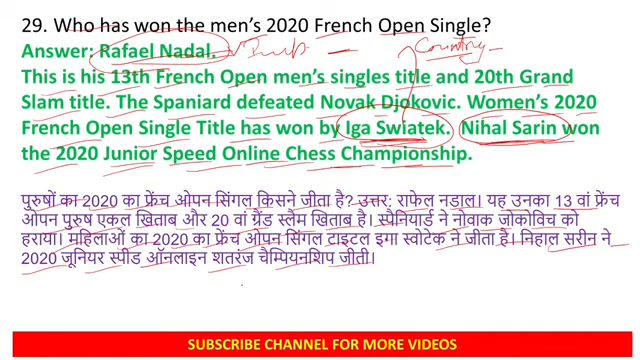 29. Who has won the men's 2020 French Open Single?
Answer: Rafael Nadal.
Country
This is his 13th French Open men's singles title and 20th Grand
Slam title. The Spaniard defeated Novak Djokovic. Women's 2020
French Open Single Title has won by Iga Swiatek. Nihal Sarin won
the 2020 Junior Speed Online Chess Championship.
पुरुषों का 2020 का फ्रेंच ओपन सिंगल किसने जीता है? उत्तर: राफेल नडाल। यह उनका 13 वां फ्रेंच
ओपन पुरुष एकल खिताब और 20 वां ग्रैंड स्लैम खिताब है। स्पैनियार्ड ने नोवाक जोकोविच को
हराया। महिलाओं का 2020 का फ्रेंच ओपन सिंगल टाइटल इगा स्वोटेक ने जीता है। निहाल सरीन ने
2020 जूनियर स्पीड ऑनलाइन शतरंज चैम्पियनशिप जीती।
SUBSCRIBE CHANNEL FOR MORE VIDEOS